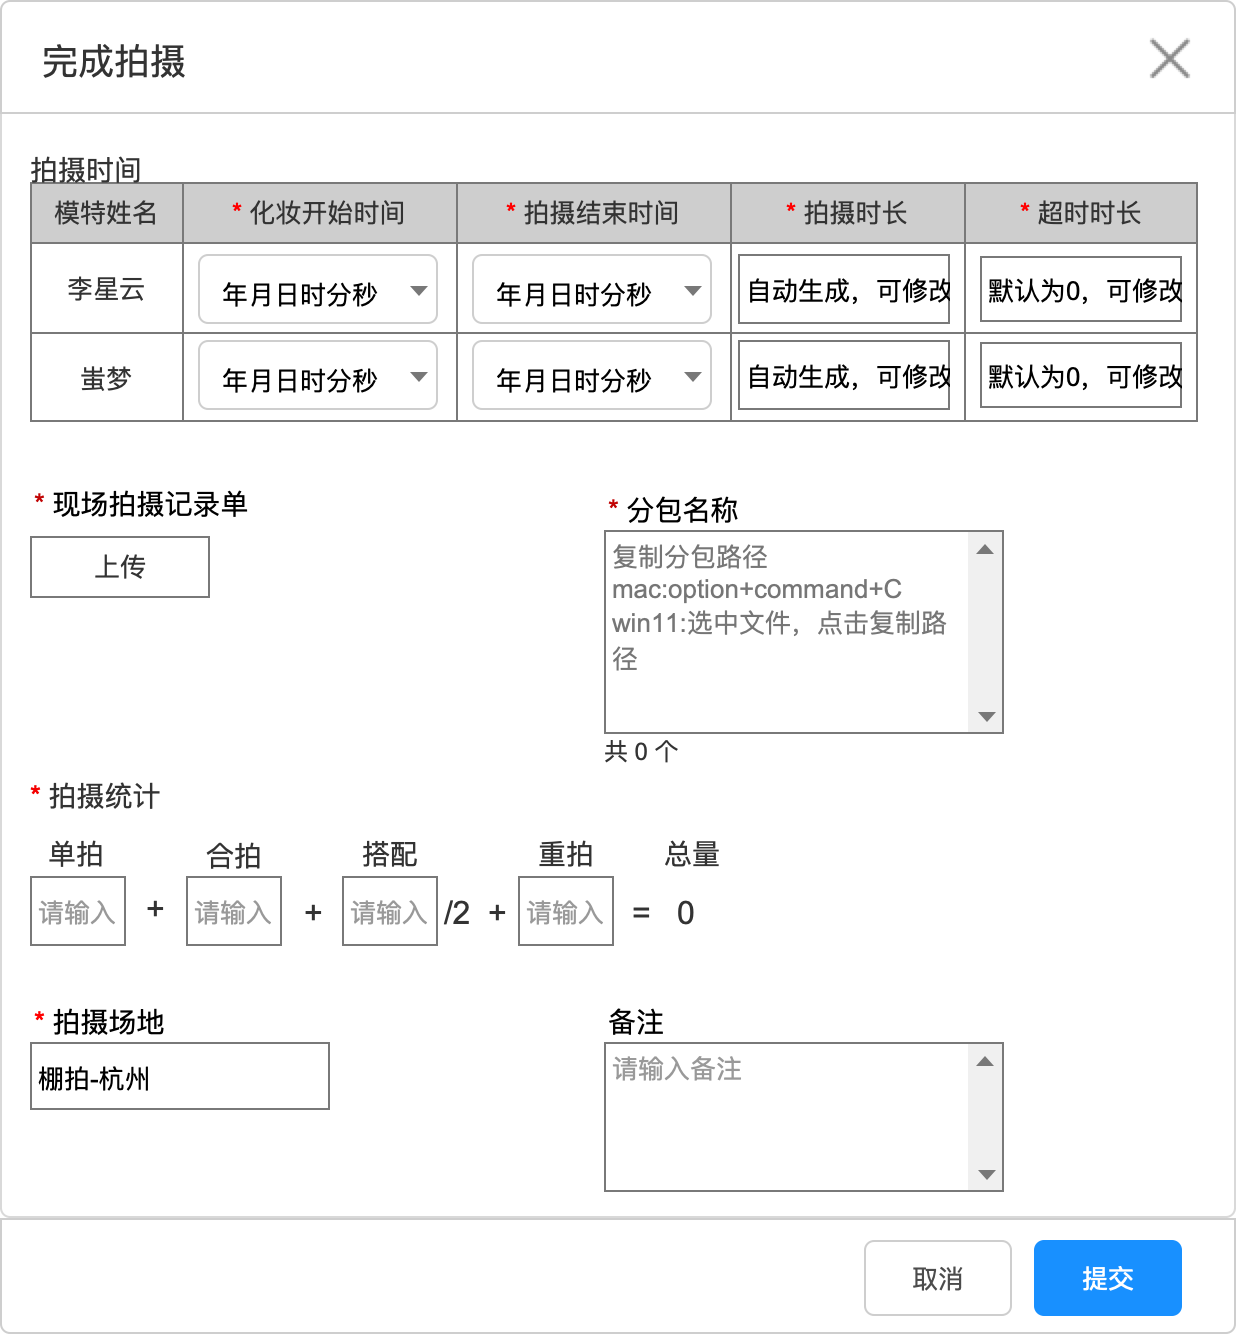 完成拍摄
拍摄时间
模特姓名 * 化妆开始时间 * 拍摄结束时间 * 拍摄时长 * 超时时长
李星云 年月日时分秒 年月日时分秒 自动生成，可修改 默认为0，可修改
蚩梦 年月日时分秒 年月日时分秒 自动生成，可修改 默认为0，可修改
* 现场拍摄记录单
上传
* 分包名称
复制分包路径
mac:option+command+C
win11:选中文件，点击复制路
径
共 0 个
* 拍摄统计
单拍 合拍 搭配 重拍 总量
请输入 + 请输入 + 请输入 /2 + 请输入 = 0
* 拍摄场地
棚拍-杭州
备注
请输入备注
取消 提交